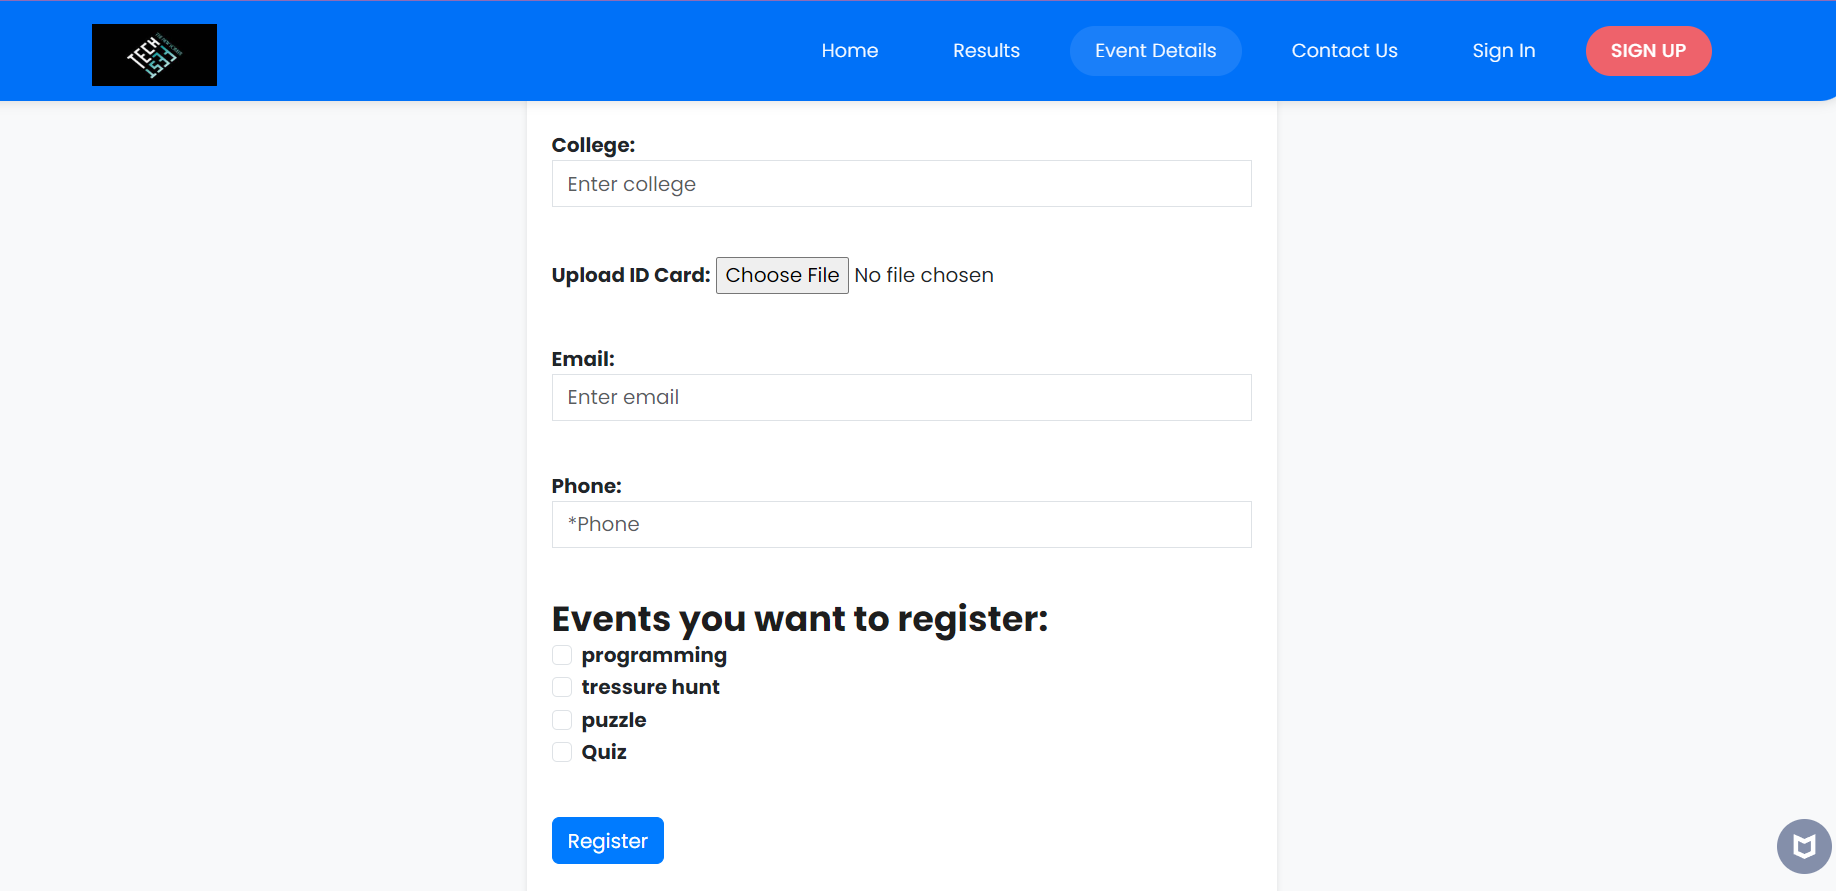 TECH
FEST
Home Results Event Details Contact Us Sign In SIGN UP
College:
Enter college
Upload ID Card: Choose File No file chosen
Email:
Enter email
Phone:
*Phone
Events you want to register:
programming
tressure hunt
puzzle
Quiz
Register